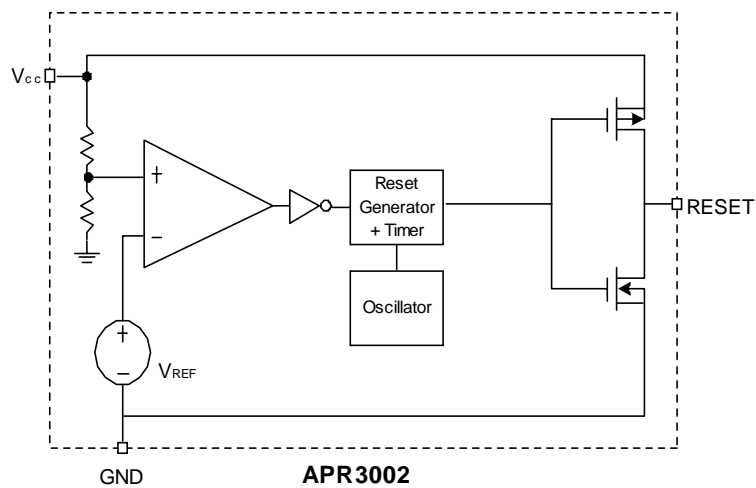 Vcc
+
−
Reset
Generator
+ Timer
RESET
Oscillator
+
−
VREF
GND
APR3002